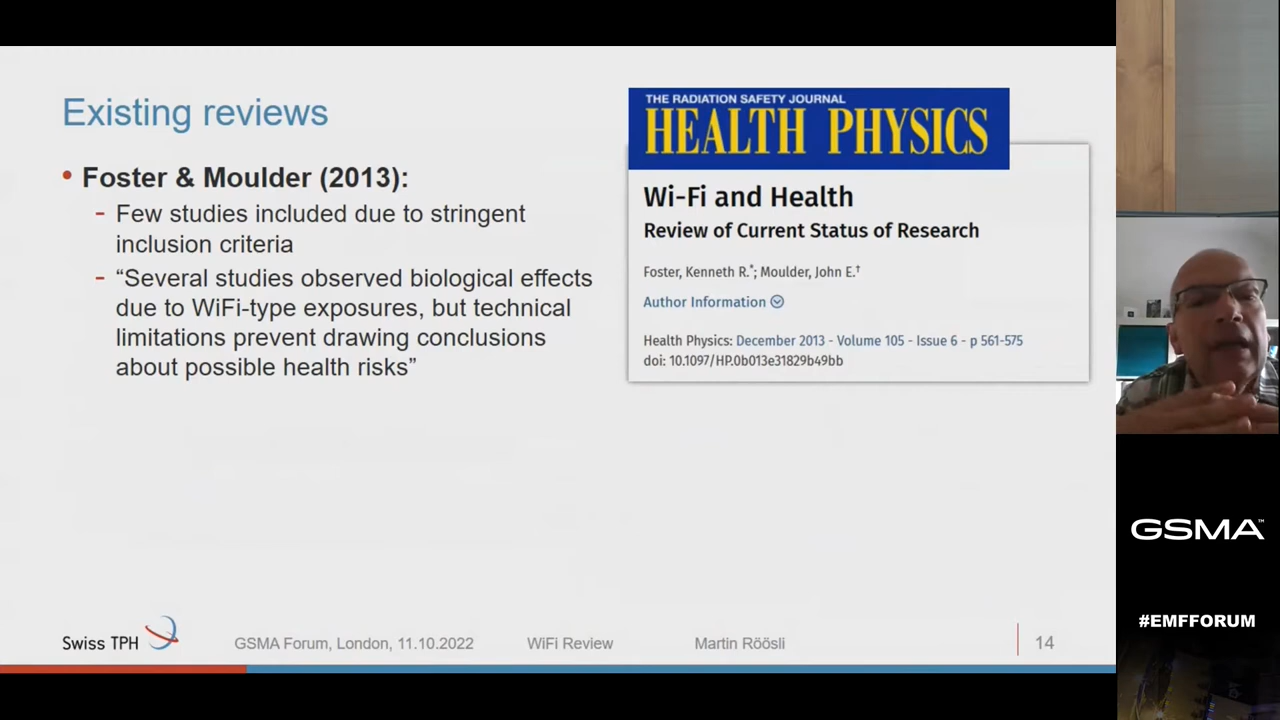 Existing reviews
• Foster & Moulder (2013):
- Few studies included due to stringent
inclusion criteria
- “Several studies observed biological effects
due to WiFi-type exposures, but technical
limitations prevent drawing conclusions
about possible health risks”
THE RADIATION SAFETY JOURNAL
HEALTH PHYSICS
Wi-Fi and Health
Review of Current Status of Research
Foster, Kenneth R.*; Moulder, John E.†
Author Information
Health Physics: December 2013 - Volume 105 - Issue 6 - p 561-575
doi: 10.1097/HP.0b013e31829b49bb
Swiss TPH
GSMA Forum, London, 11.10.2022
WiFi Review
Martin Röösli
14
GSMA™
#EMFFORUM